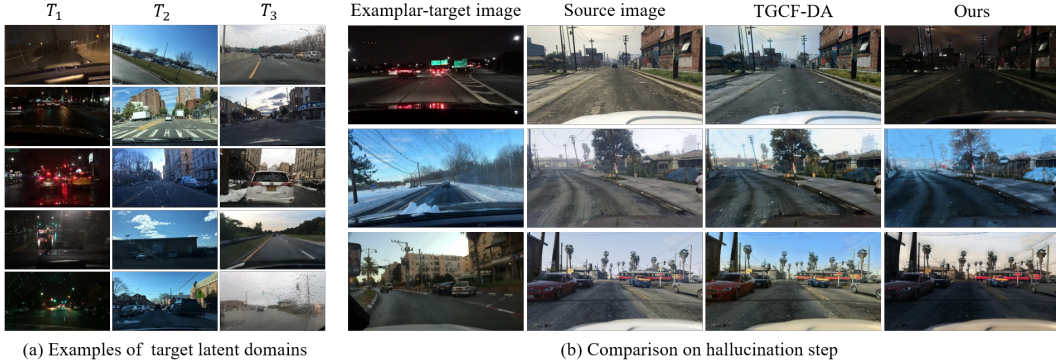 T₁ T₂ T₃
Examplar-target image Source image TGCF-DA Ours
(a) Examples of target latent domains
(b) Comparison on hallucination step